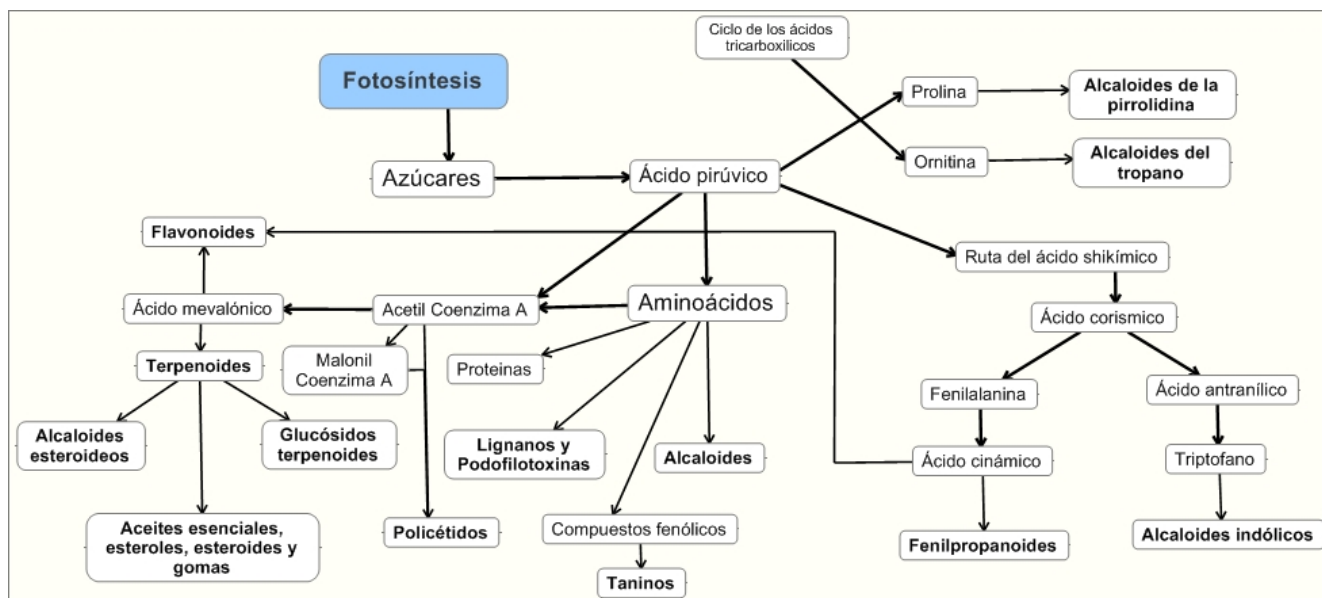 Ciclo de los ácidos
tricarboxilicos
Fotosíntesis
Prolina
Alcaloides de la
pirrolidina
Azúcares
Ácido pirúvico
Ornitina
Alcaloides del
tropano
Flavonoides
Ruta del ácido shikímico
Ácido mevalónico
Acetil Coenzima A
Aminoácidos
Ácido corismico
Terpenoides
Malonil
Coenzima A
Proteinas
Fenilalanina
Ácido antranílico
Alcaloides
esteroideos
Glucósidos
terpenoides
Lignanos y
Podofilotoxinas
Alcaloides
Ácido cinámico
Triptofano
Aceites esenciales,
esteroles, esteroides y
gomas
Policétidos
Compuestos fenólicos
Fenilpropanoides
Alcaloides indólicos
Taninos